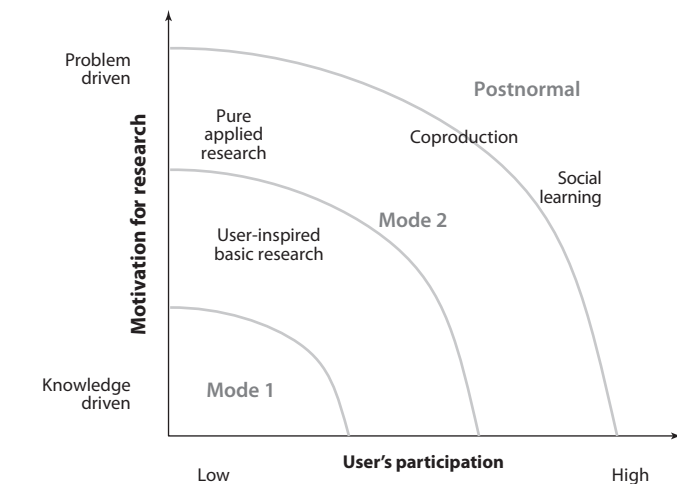 Problem
driven
Postnormal
Pure
applied
research
Coproduction
Social
learning
Mode 2
User-inspired
basic research
Motivation for research
Knowledge
driven
Mode 1
User's participation
Low
High